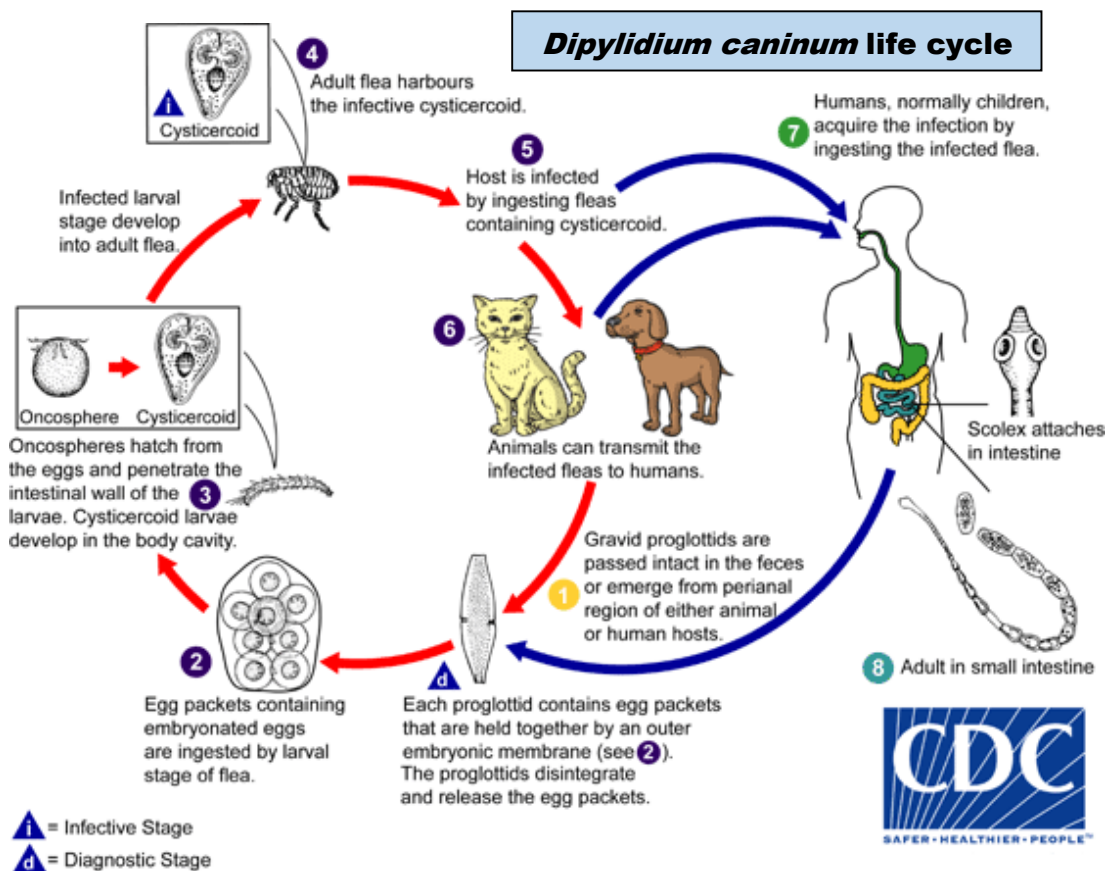 Dipylidium caninum life cycle
4
Adult flea harbours
the infective cysticercoid.
i
Cysticercoid
Infected larval
stage develop
into adult flea.
5
Host is infected
by ingesting fleas
containing cysticercoid.
7
Humans, normally children,
acquire the infection by
ingesting the infected flea.
6
Animals can transmit the
infected fleas to humans.
Oncosphere
Cysticercoid
Oncospheres hatch from
the eggs and penetrate the
intestinal wall of the
larvae. Cysticercoid larvae
develop in the body cavity.
3
Scolex attaches
in intestine
1
Gravid proglottids are
passed intact in the feces
or emerge from perianal
region of either animal
or human hosts.
2
Egg packets containing
embryonated eggs
are ingested by larval
stage of flea.
d
Each proglottid contains egg packets
that are held together by an outer
embryonic membrane (see 2).
The proglottids disintegrate
and release the egg packets.
8
Adult in small intestine
CDC
SAFER·HEALTHIER·PEOPLE™
i = Infective Stage
d = Diagnostic Stage